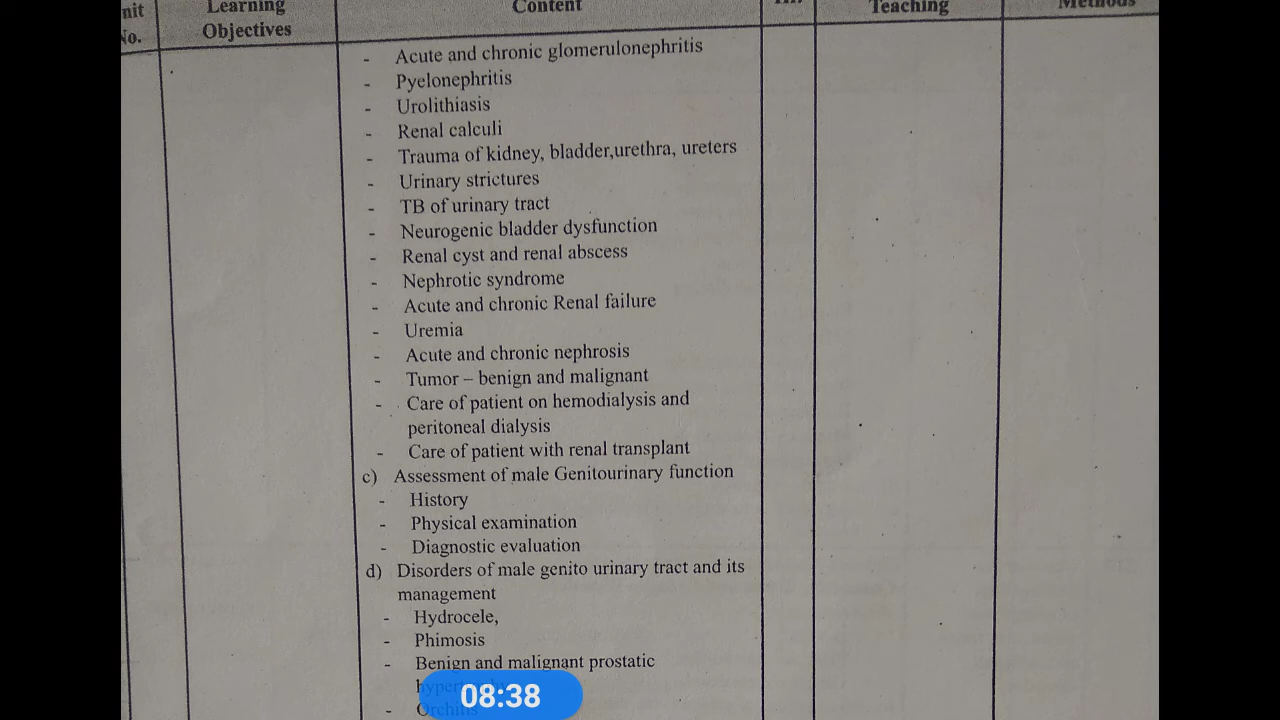 nit
No.
Learning
Objectives
Content
Teaching
Methods
- Acute and chronic glomerulonephritis
- Pyelonephritis
- Urolithiasis
- Renal calculi
- Trauma of kidney, bladder,urethra, ureters
- Urinary strictures
- TB of urinary tract
- Neurogenic bladder dysfunction
- Renal cyst and renal abscess
- Nephrotic syndrome
- Acute and chronic Renal failure
- Uremia
- Acute and chronic nephrosis
- Tumor – benign and malignant
- Care of patient on hemodialysis and
peritoneal dialysis
- Care of patient with renal transplant
c) Assessment of male Genitourinary function
- History
- Physical examination
- Diagnostic evaluation
d) Disorders of male genito urinary tract and its
management
- Hydrocele,
- Phimosis
- Benign and malignant prostatic
- Orchitis
08:38